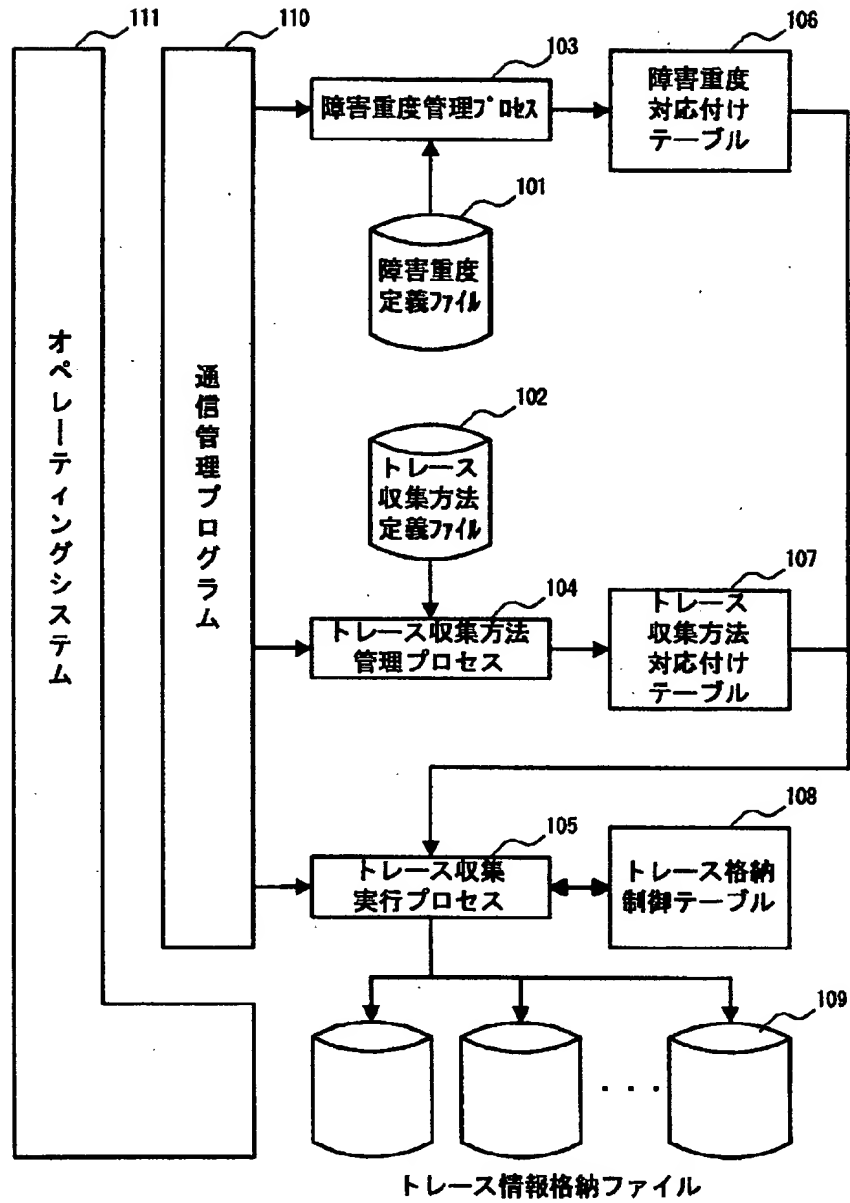 111
110
103
106
障害重度管理ﾌﾟﾛｾｽ
障害重度
対応付け
テーブル
101
障害重度
定義ﾌｧｲﾙ
オペレーティングシステム
通信管理プログラム
102
トレース
収集方法
定義ﾌｧｲﾙ
104
トレース収集方法
管理プロセス
107
トレース
収集方法
対応付け
テーブル
105
トレース収集
実行プロセス
108
トレース格納
制御テーブル
109
・・・
トレース情報格納ファイル